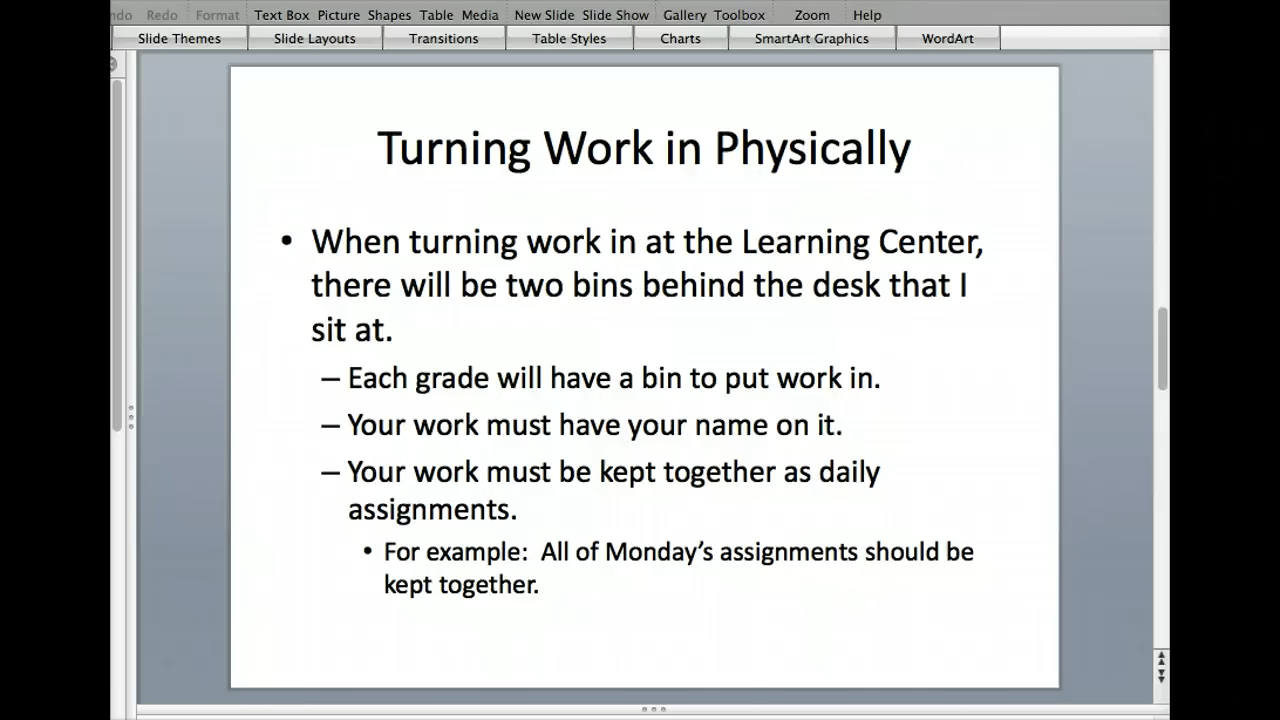 ndo Redo Format Text Box Picture Shapes Table Media New Slide Slide Show Gallery Toolbox Zoom Help
Slide Themes Slide Layouts Transitions Table Styles Charts SmartArt Graphics WordArt
Turning Work in Physically
• When turning work in at the Learning Center,
there will be two bins behind the desk that I
sit at.
– Each grade will have a bin to put work in.
– Your work must have your name on it.
– Your work must be kept together as daily
assignments.
• For example: All of Monday’s assignments should be
kept together.